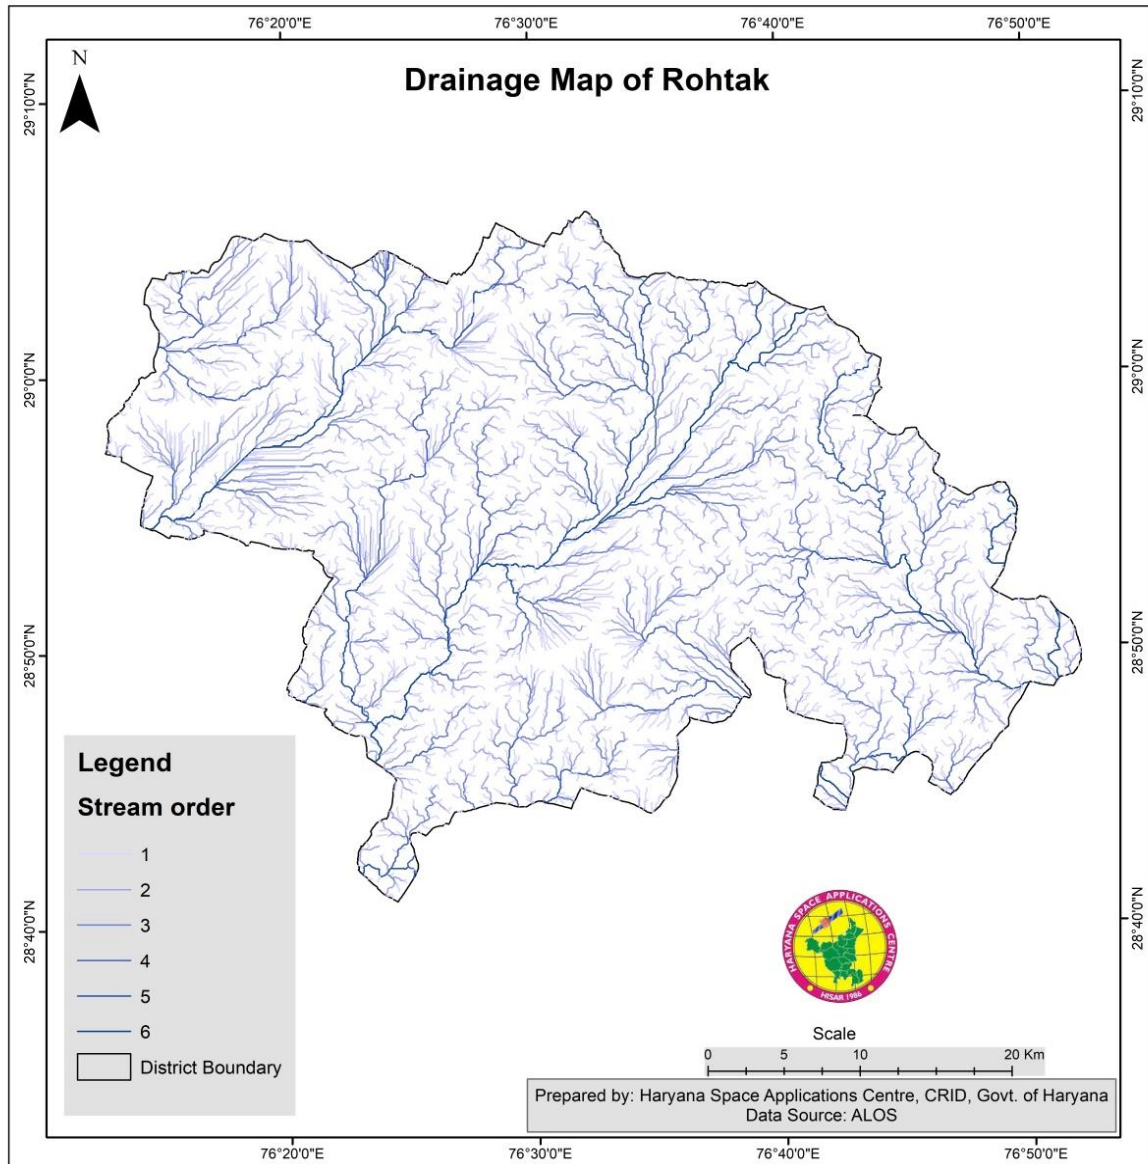 76°20'0"E 76°30'0"E 76°40'0"E 76°50'0"E
N
Drainage Map of Rohtak
29°10'0"N 29°10'0"N
29°0'0"N 29°0'0"N
28°50'0"N 28°50'0"N
28°40'0"N 28°40'0"N
Legend
Stream order
1
2
3
4
5
6
District Boundary
HARYANA SPACE APPLICATIONS CENTRE
HISAR 1986
Scale
0 5 10 20 Km
Prepared by: Haryana Space Applications Centre, CRID, Govt. of Haryana
Data Source: ALOS
76°20'0"E 76°30'0"E 76°40'0"E 76°50'0"E